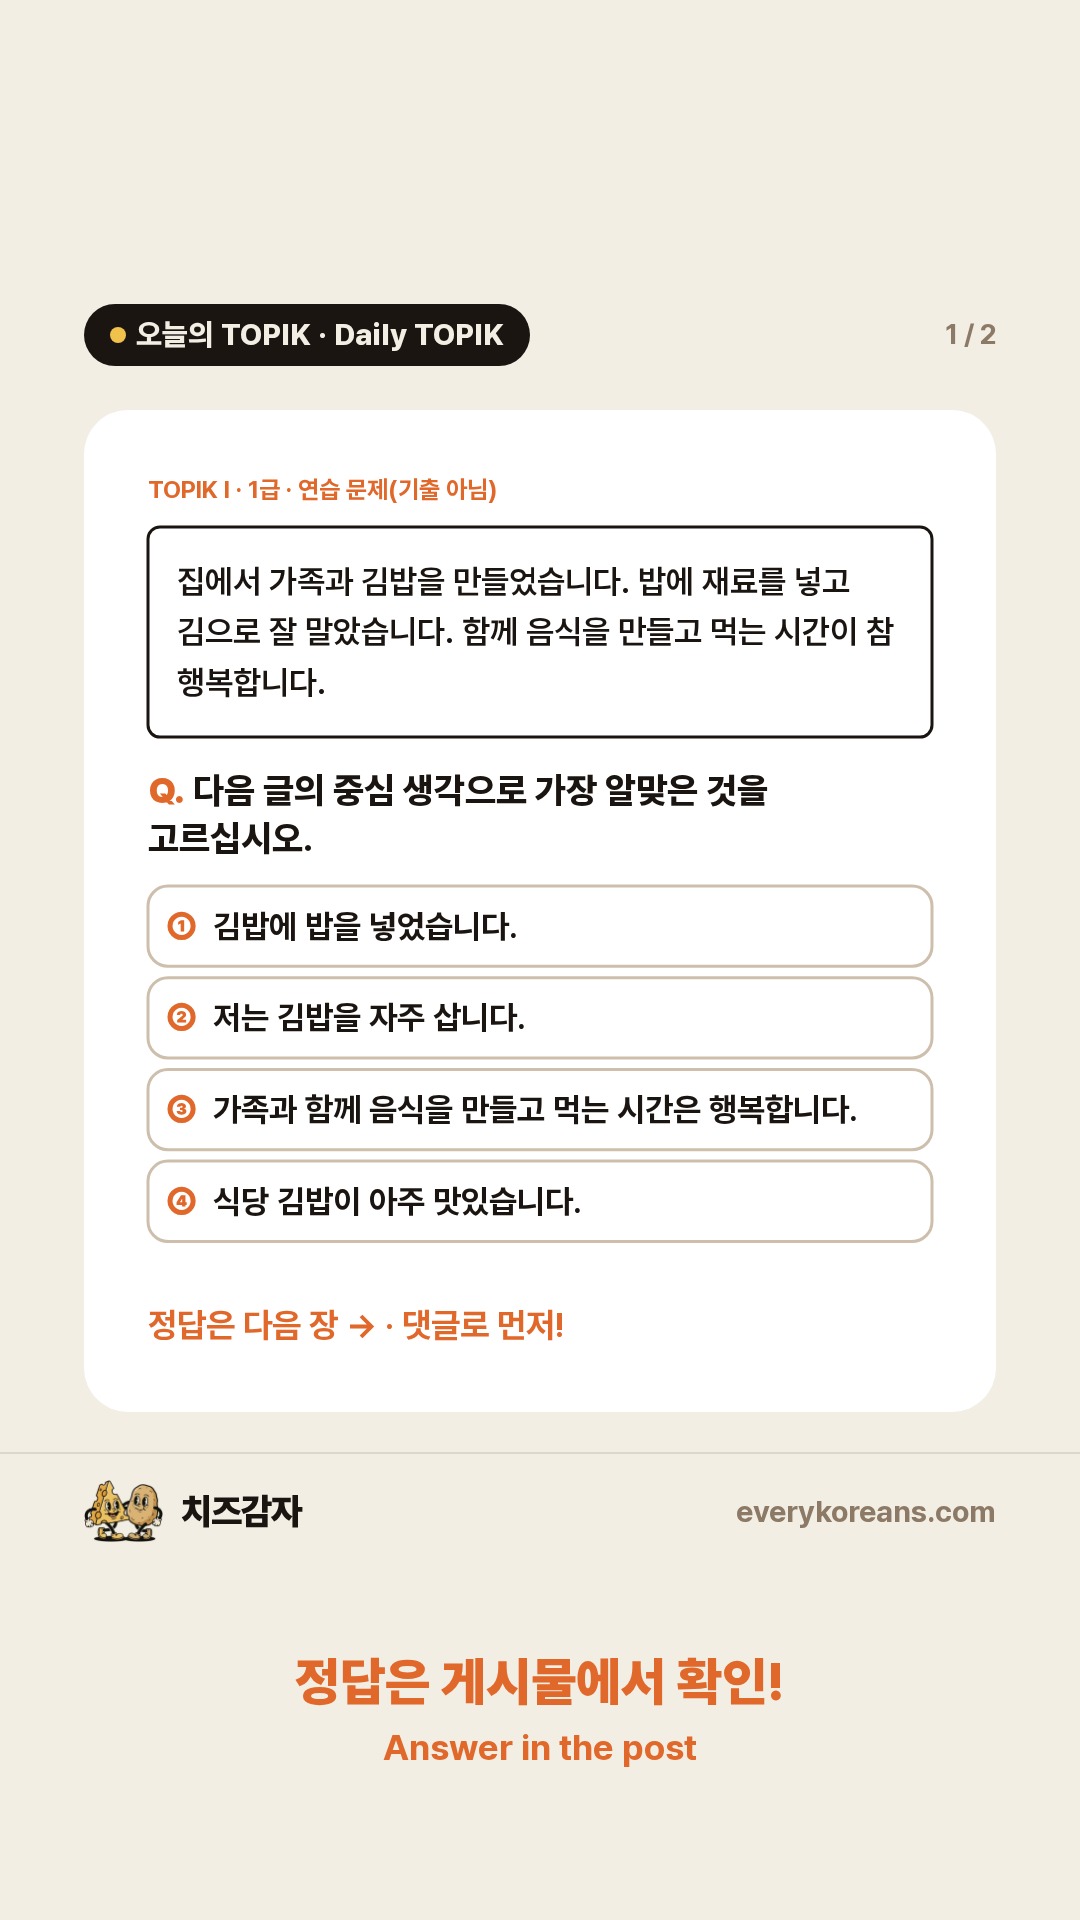 오늘의 TOPIK · Daily TOPIK
1 / 2
TOPIK I · 1급 · 연습 문제(기출 아님)
집에서 가족과 김밥을 만들었습니다. 밥에 재료를 넣고
김으로 잘 말았습니다. 함께 음식을 만들고 먹는 시간이 참
행복합니다.
Q. 다음 글의 중심 생각으로 가장 알맞은 것을
고르십시오.
① 김밥에 밥을 넣었습니다.
② 저는 김밥을 자주 삽니다.
③ 가족과 함께 음식을 만들고 먹는 시간은 행복합니다.
④ 식당 김밥이 아주 맛있습니다.
정답은 다음 장 → · 댓글로 먼저!
치즈감자
everykoreans.com
정답은 게시물에서 확인!
Answer in the post